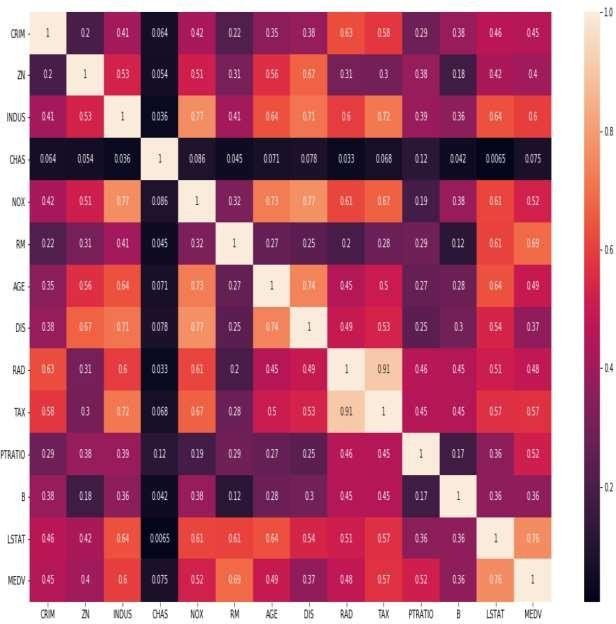 CRIM 1 0.2 0.41 0.064 0.42 0.22 0.35 0.38 0.63 0.58 0.29 0.38 0.46 0.45 1.0
ZN 0.2 1 0.53 0.054 0.51 0.31 0.56 0.67 0.31 0.3 0.38 0.18 0.42 0.4
INDUS 0.41 0.53 1 0.036 0.77 0.41 0.64 0.71 0.6 0.72 0.39 0.36 0.64 0.6
0.8
CHAS 0.064 0.054 0.036 1 0.086 0.045 0.071 0.078 0.033 0.068 0.12 0.042 0.0065 0.075
NOX 0.42 0.51 0.77 0.086 1 0.32 0.73 0.77 0.61 0.67 0.19 0.38 0.61 0.52
RM 0.22 0.31 0.41 0.045 0.32 1 0.27 0.25 0.2 0.28 0.29 0.12 0.61 0.69
0.6
AGE 0.35 0.56 0.64 0.071 0.73 0.27 1 0.74 0.45 0.5 0.27 0.28 0.64 0.49
DIS 0.38 0.67 0.71 0.078 0.77 0.25 0.74 1 0.49 0.53 0.25 0.3 0.54 0.37
RAD 0.63 0.31 0.6 0.033 0.61 0.2 0.45 0.49 1 0.91 0.46 0.45 0.51 0.48
0.4
TAX 0.58 0.3 0.72 0.068 0.67 0.28 0.5 0.53 0.91 1 0.45 0.45 0.57 0.57
PTRATIO 0.29 0.38 0.39 0.12 0.19 0.29 0.27 0.25 0.46 0.45 1 0.17 0.36 0.52
B 0.38 0.18 0.36 0.042 0.38 0.12 0.28 0.3 0.45 0.45 0.17 1 0.36 0.36
0.2
LSTAT 0.46 0.42 0.64 0.0065 0.61 0.61 0.64 0.54 0.51 0.57 0.36 0.36 1 0.76
MEDV 0.45 0.4 0.6 0.075 0.52 0.69 0.49 0.37 0.48 0.57 0.52 0.36 0.76 1
CRIM ZN INDUS CHAS NOX RM AGE DIS RAD TAX PTRATIO B LSTAT MEDV